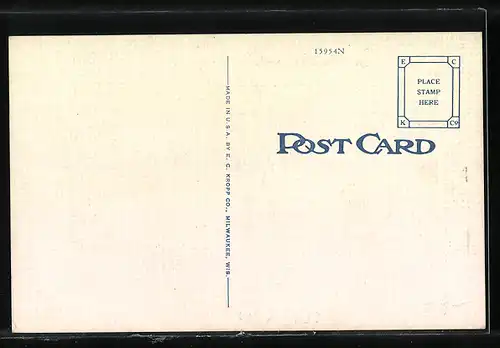 15954N
E C
PLACE
STAMP
HERE
K Co
POST CARD
MADE IN U.S.A. BY E. C. KROPP CO., MILWAUKEE, WIS.